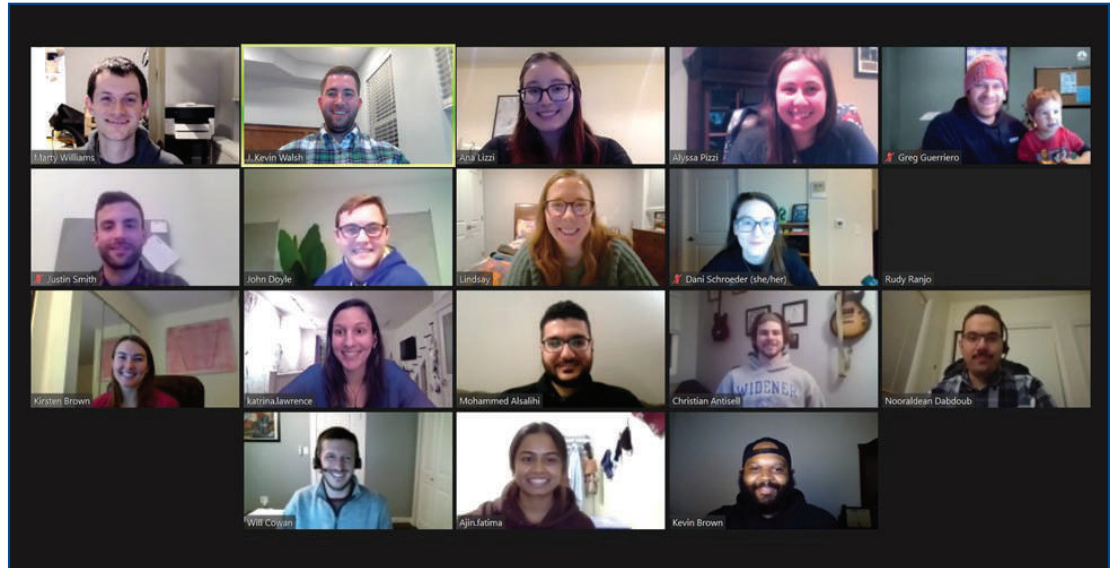 Marty Williams
J. Kevin Walsh
Ana Lizzi
Alyssa Pizzi
Greg Guerriero
Justin Smith
John Doyle
Lindsay
Dani Schroeder (she/her)
Rudy Ranjo
Kirsten Brown
katrina.lawrence
Mohammed Alsalihi
Christian Antisell
WIDENER
Nooraldean Dabdoub
Will Cowan
Ajin.fatima
Kevin Brown